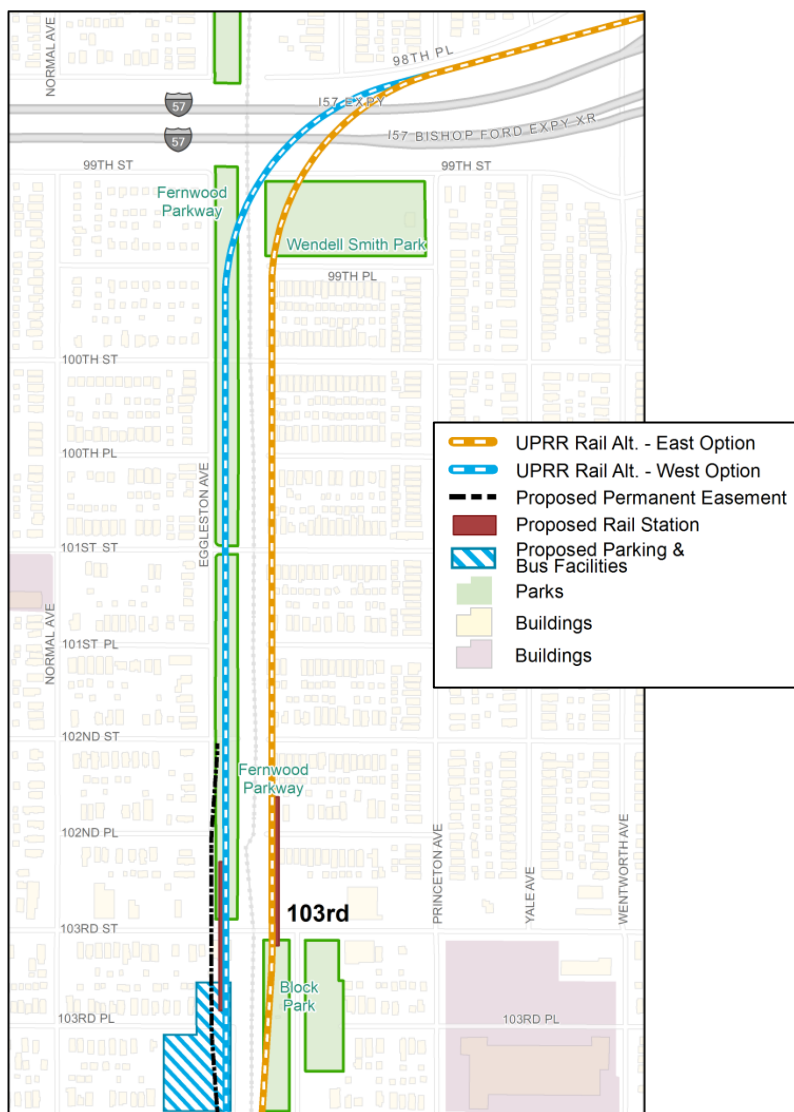 NORMAL AVE
98TH PL
57
I57 EXPY
57
I57 BISHOP FORD EXPY XR
99TH ST
99TH ST
Fernwood
Parkway
Wendell Smith Park
99TH PL
100TH ST
UPRR Rail Alt. - East Option
UPRR Rail Alt. - West Option
Proposed Permanent Easement
Proposed Rail Station
Proposed Parking &
Bus Facilities
Parks
Buildings
Buildings
100TH PL
EGGLESTON AVE
101ST ST
NORMAL AVE
101ST PL
102ND ST
Fernwood
Parkway
102ND PL
PRINCETON AVE
YALE AVE
WENTWORTH AVE
103rd
103RD ST
Block
Park
103RD PL
103RD PL